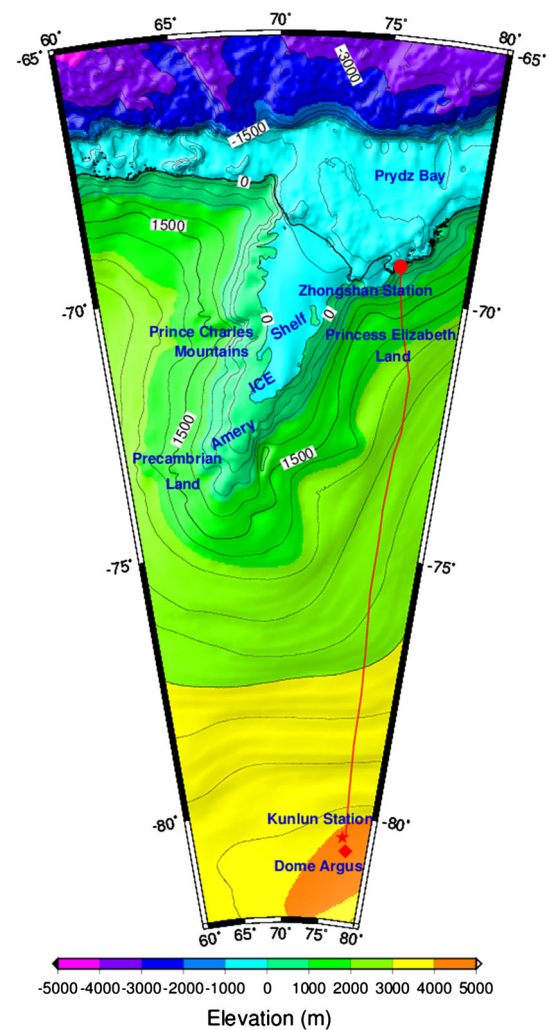 60˚ 65˚ 70˚ 75˚ 80˚
-65˚ -65˚
-3000
-1500
Prydz Bay
0
1500
Zhongshan Station
-70˚ -70˚
0 0
Prince Charles
Mountains
Shelf
Princess Elizabeth
Land
ICE
1500
Amery
1500
Precambrian
Land
-75˚ -75˚
Kunlun Station
-80˚ -80˚
Dome Argus
60˚ 65˚ 70˚ 75˚ 80˚
-5000 -4000 -3000 -2000 -1000 0 1000 2000 3000 4000 5000
Elevation (m)